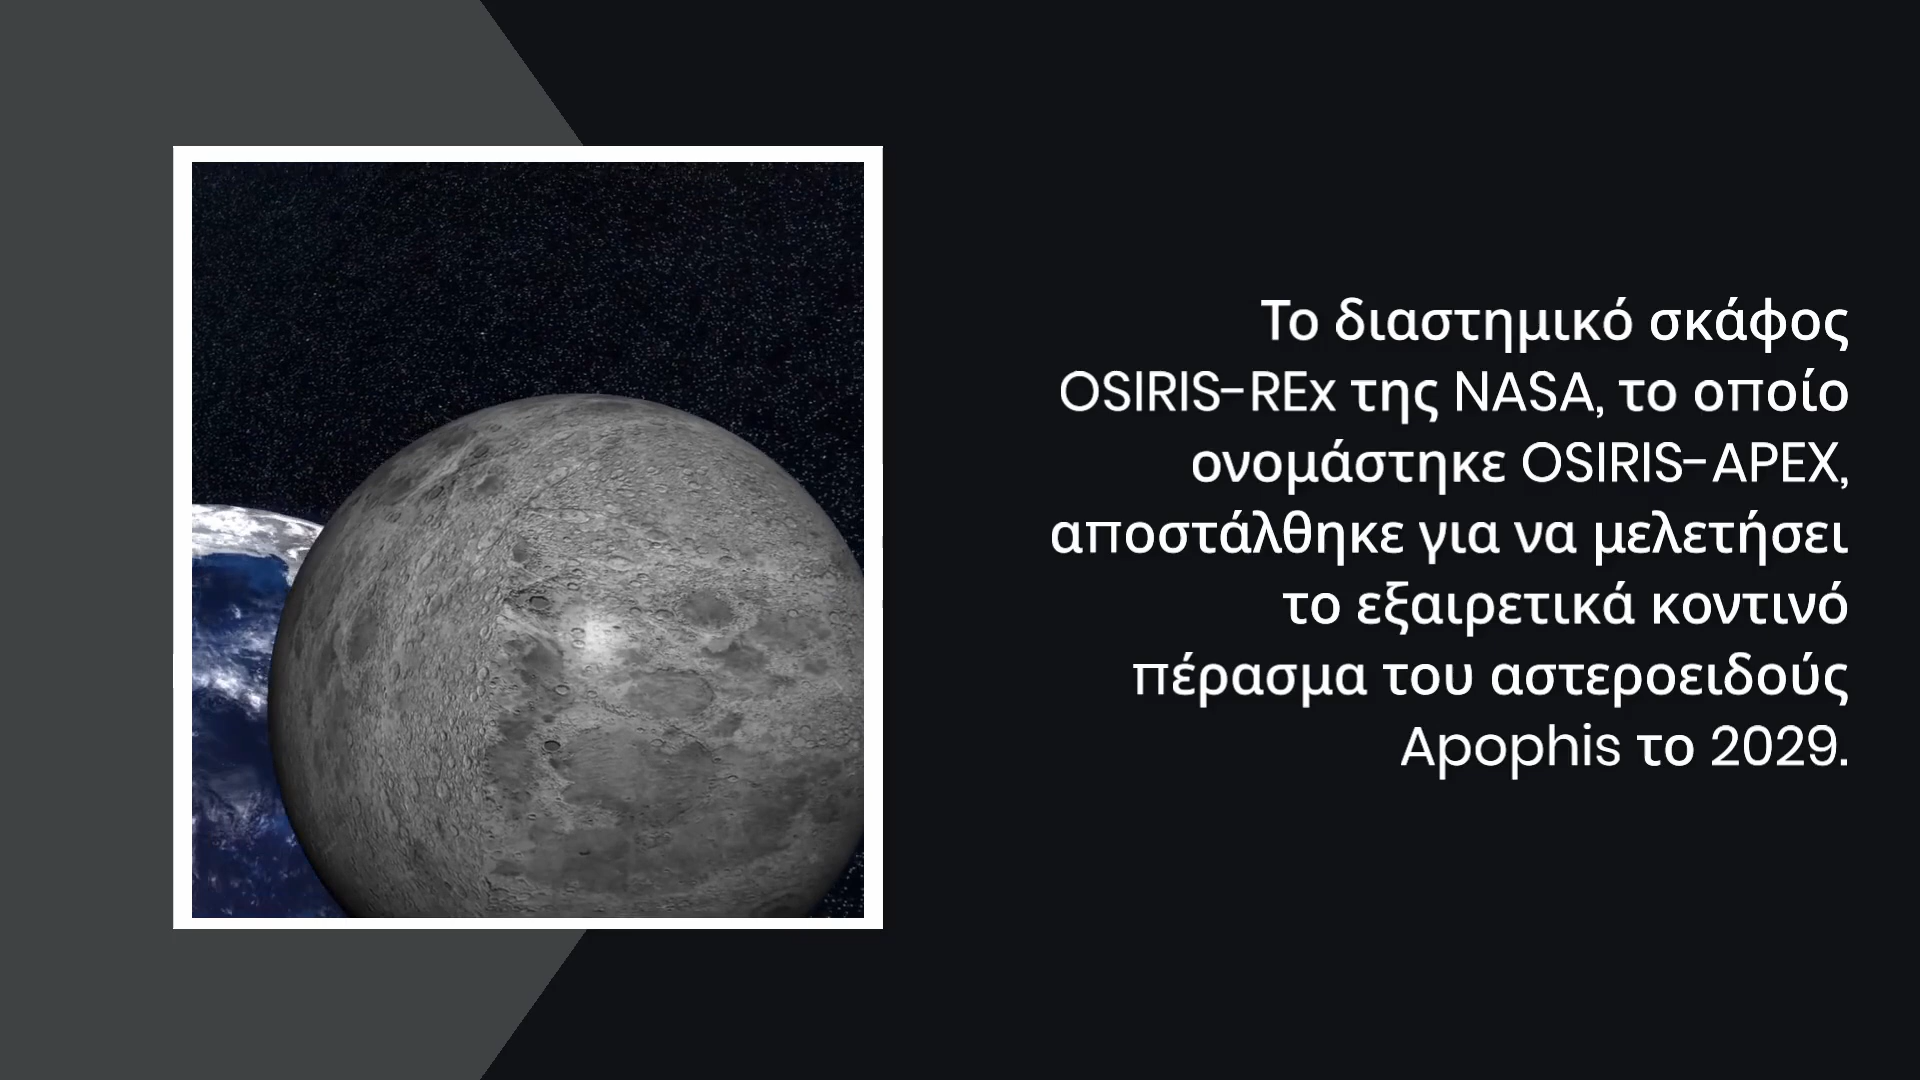 Το διαστημικό σκάφος
OSIRIS-REx της NASA, το οποίο
ονομάστηκε OSIRIS-APEX,
αποστάλθηκε για να μελετήσει
το εξαιρετικά κοντινό
πέρασμα του αστεροειδούς
Apophis το 2029.